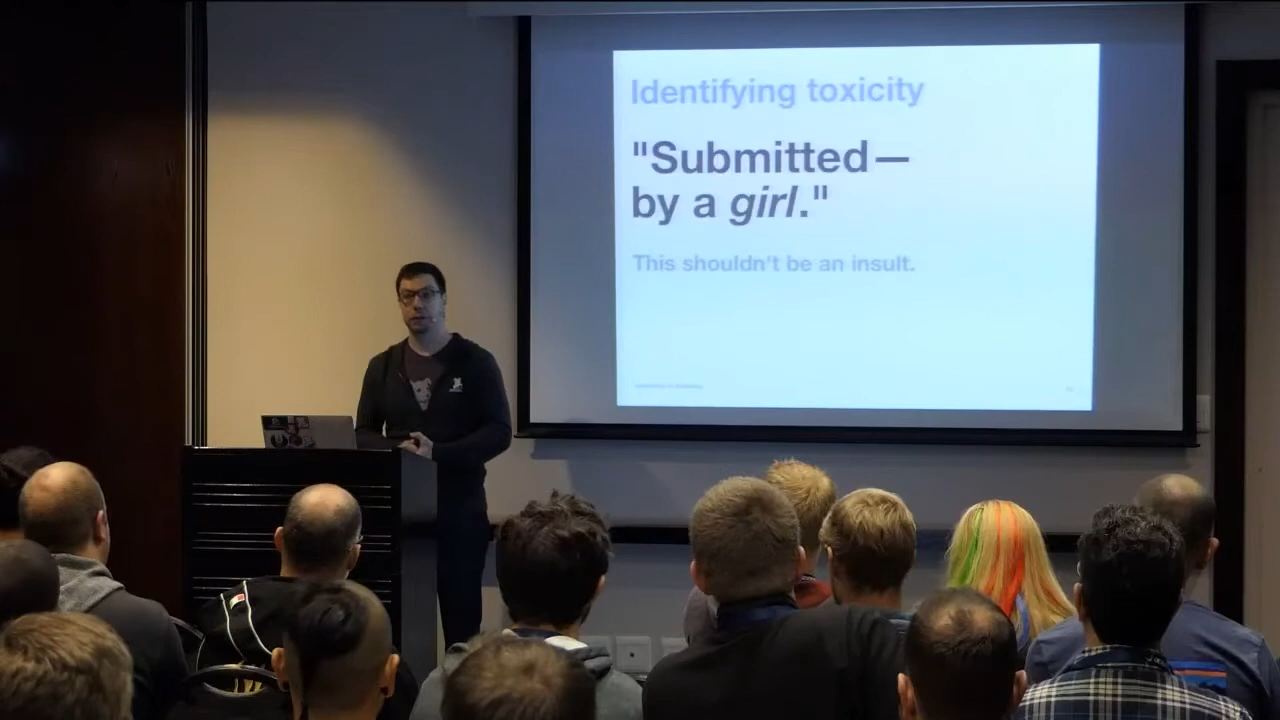 Identifying toxicity
"Submitted—
by a girl."
This shouldn't be an insult.